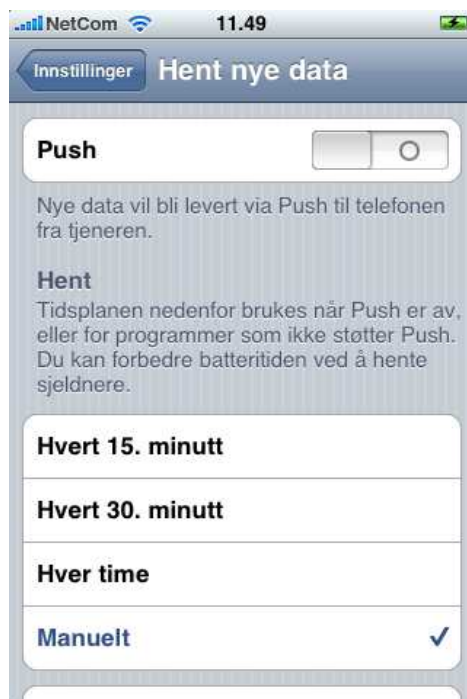 NetCom 11.49
Innstillinger Hent nye data
Push
Nye data vil bli levert via Push til telefonen
fra tjeneren.
Hent
Tidsplanen nedenfor brukes når Push er av,
eller for programmer som ikke støtter Push.
Du kan forbedre batteritiden ved å hente
sjeldnere.
Hvert 15. minutt
Hvert 30. minutt
Hver time
Manuelt